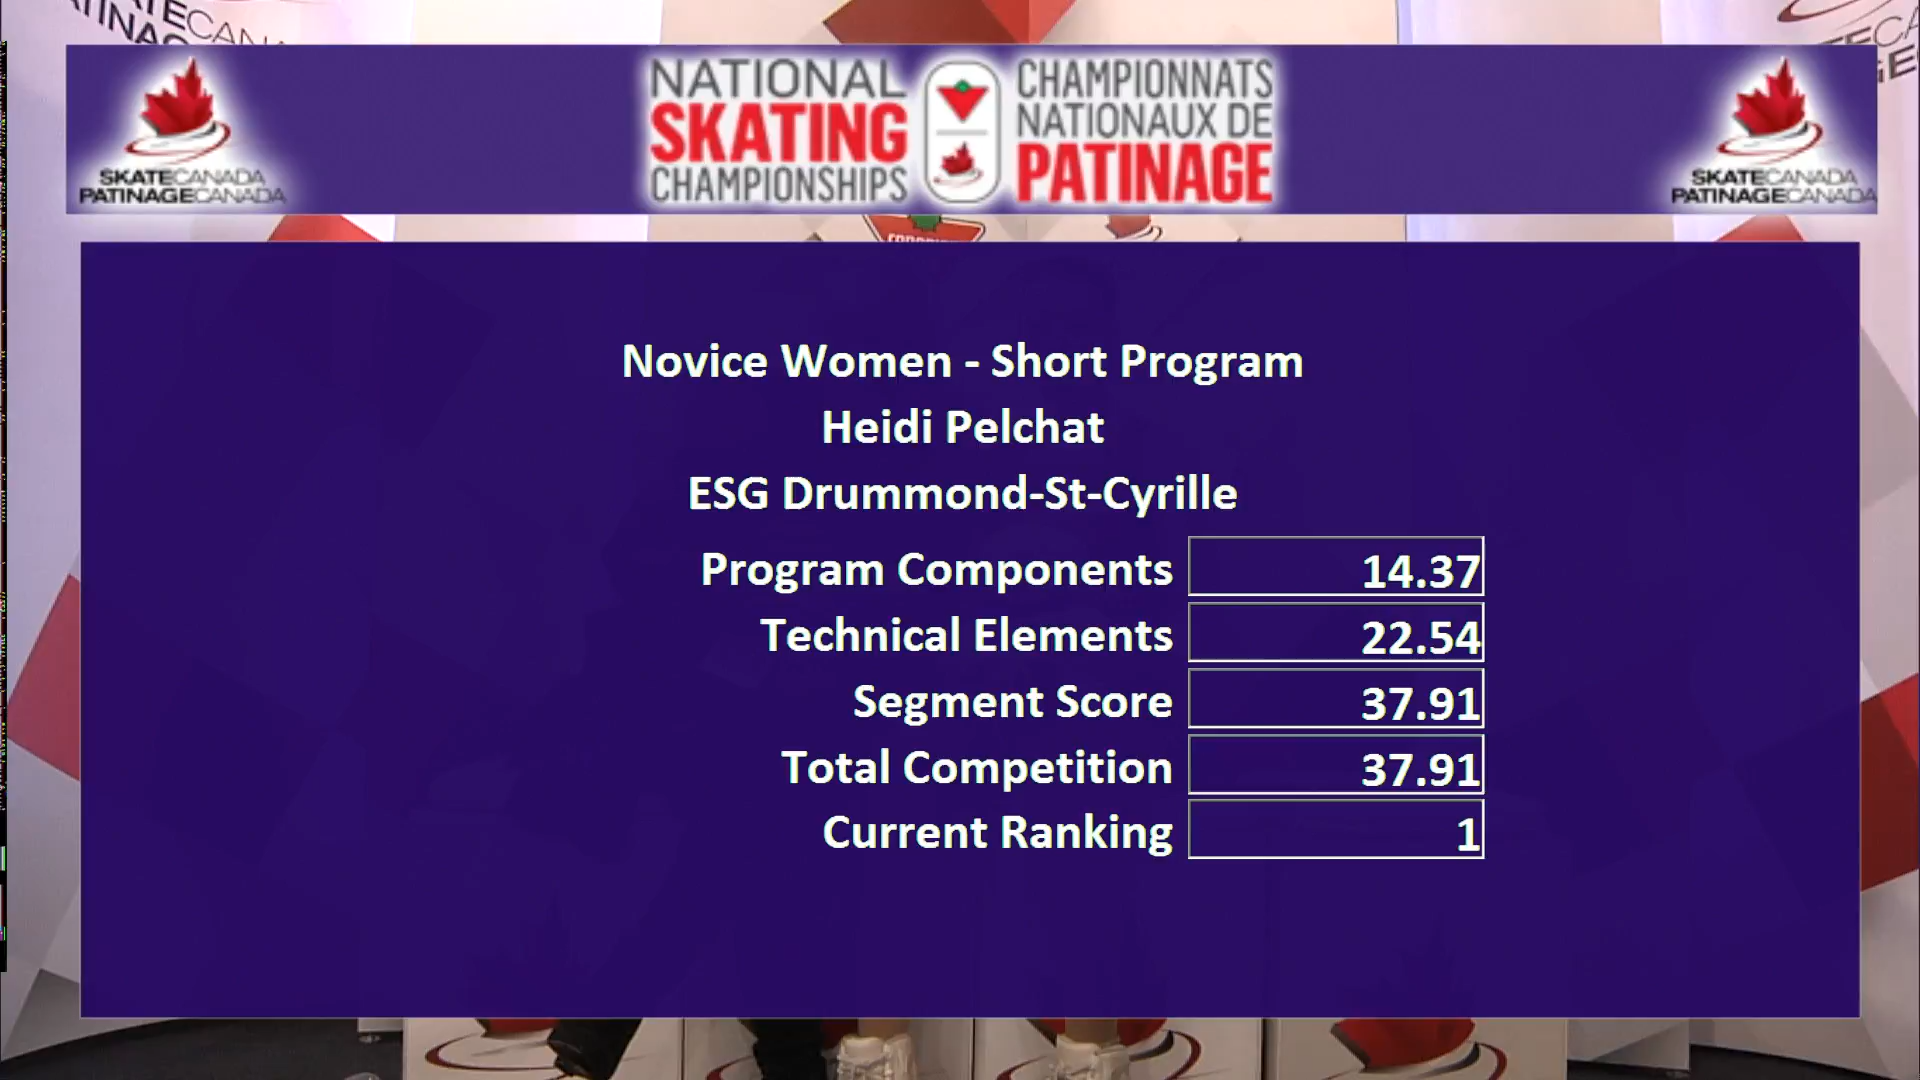 SKATECANADA
PATINAGECANADA
NATIONAL
SKATING
CHAMPIONSHIPS
CHAMPIONNATS
NATIONAUX DE
PATINAGE
SKATECANADA
PATINAGECANADA
Novice Women - Short Program
Heidi Pelchat
ESG Drummond-St-Cyrille
Program Components 14.37
Technical Elements 22.54
Segment Score 37.91
Total Competition 37.91
Current Ranking 1